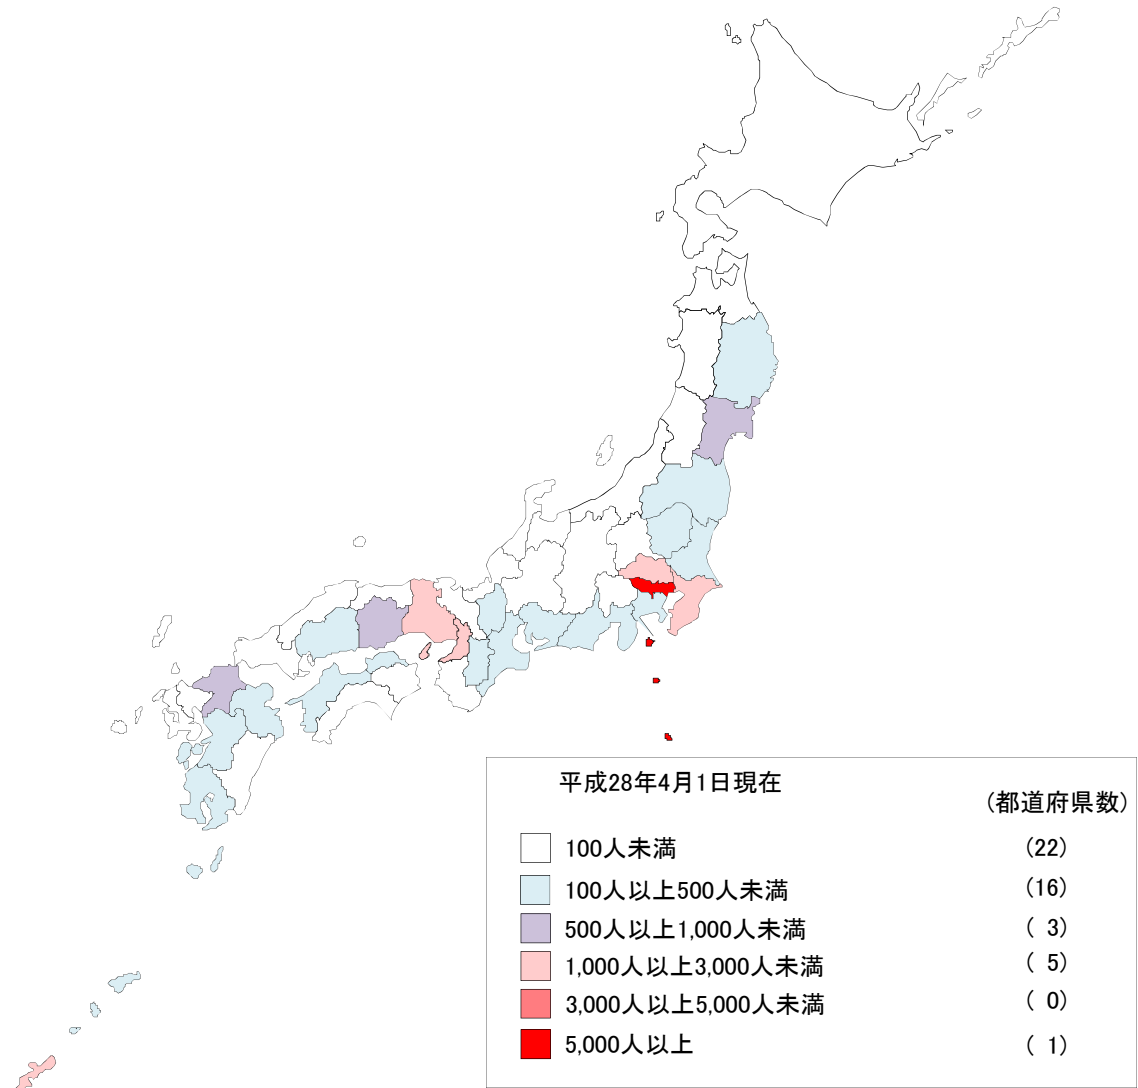 平成28年4月1日現在
(都道府県数)
100人未満 (22)
100人以上500人未満 (16)
500人以上1,000人未満 ( 3)
1,000人以上3,000人未満 ( 5)
3,000人以上5,000人未満 ( 0)
5,000人以上 ( 1)